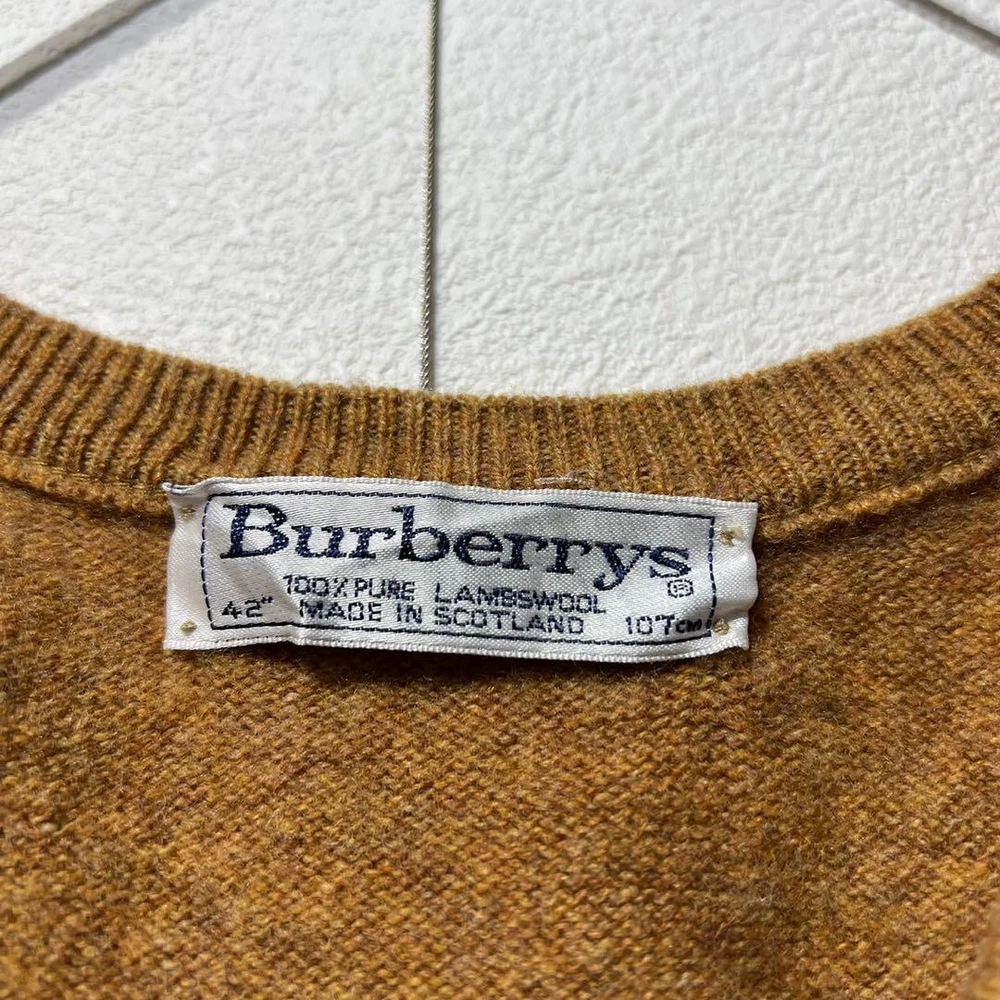 Burberrys®
100% PURE LAMBSWOOL
42" MADE IN SCOTLAND 107cm